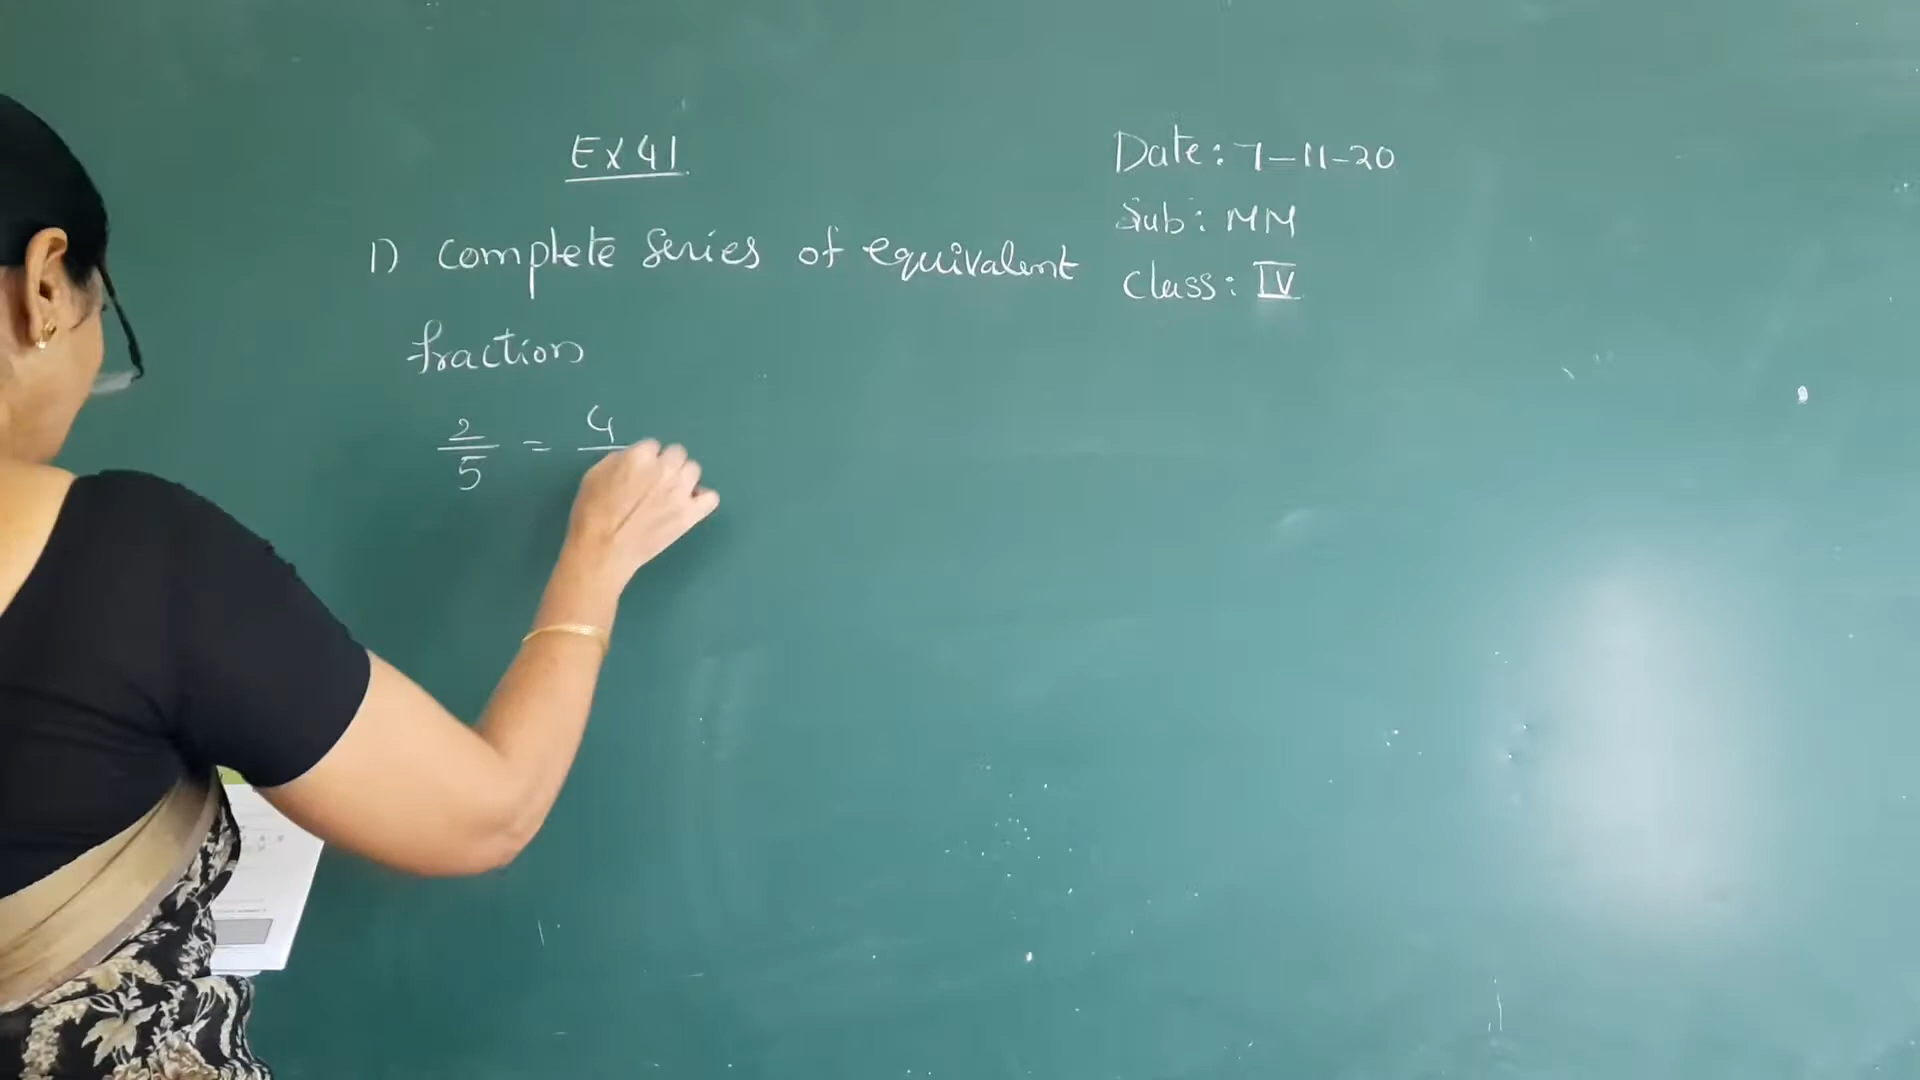 Ex 41
Date: 7-11-20
Sub: MM
Class: IV
1) Complete series of equivalent
fraction
2/5 = 4/